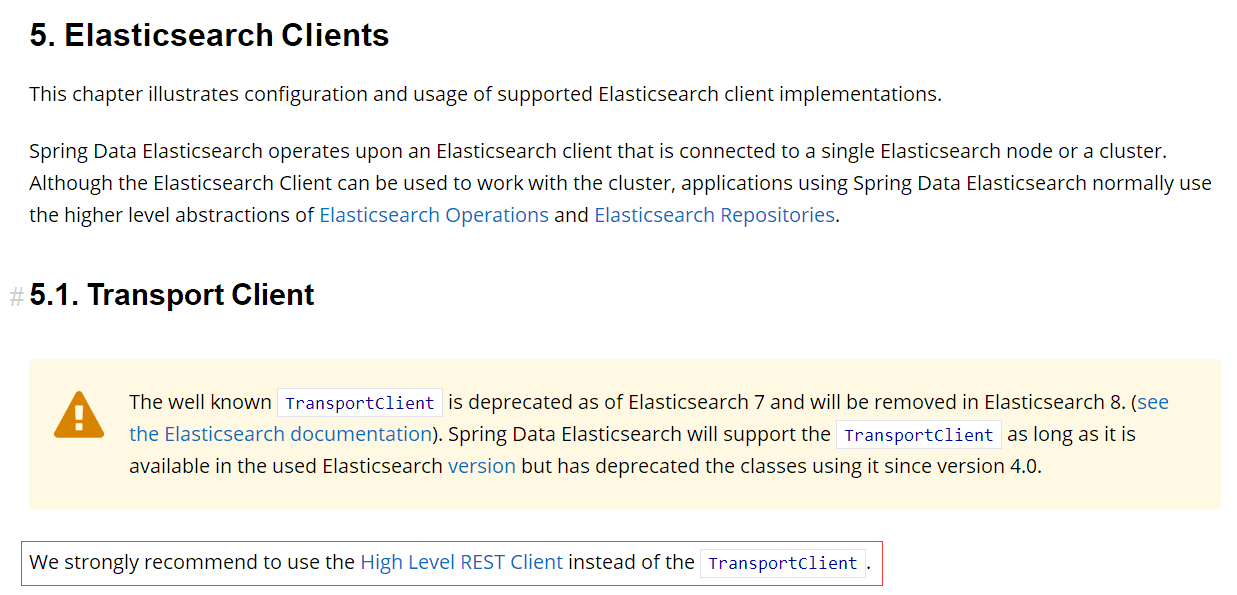 5. Elasticsearch Clients
This chapter illustrates configuration and usage of supported Elasticsearch client implementations.
Spring Data Elasticsearch operates upon an Elasticsearch client that is connected to a single Elasticsearch node or a cluster.
Although the Elasticsearch Client can be used to work with the cluster, applications using Spring Data Elasticsearch normally use
the higher level abstractions of Elasticsearch Operations and Elasticsearch Repositories.
# 5.1. Transport Client
The well known TransportClient is deprecated as of Elasticsearch 7 and will be removed in Elasticsearch 8. (see
the Elasticsearch documentation). Spring Data Elasticsearch will support the TransportClient as long as it is
available in the used Elasticsearch version but has deprecated the classes using it since version 4.0.
We strongly recommend to use the High Level REST Client instead of the TransportClient.